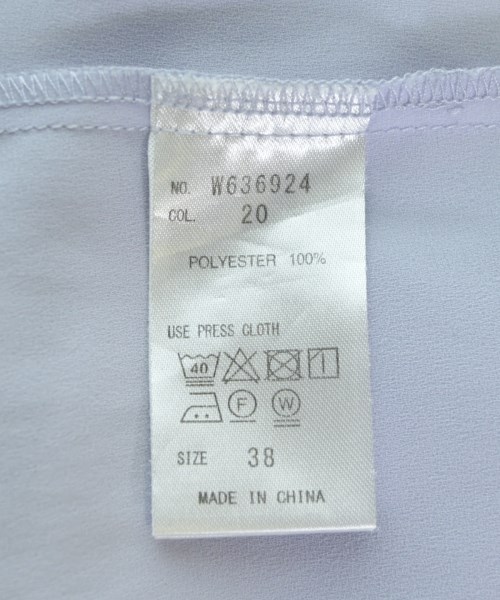 NO. W636924
COL. 20
POLYESTER 100%
USE PRESS CLOTH
40
F W
SIZE 38
MADE IN CHINA